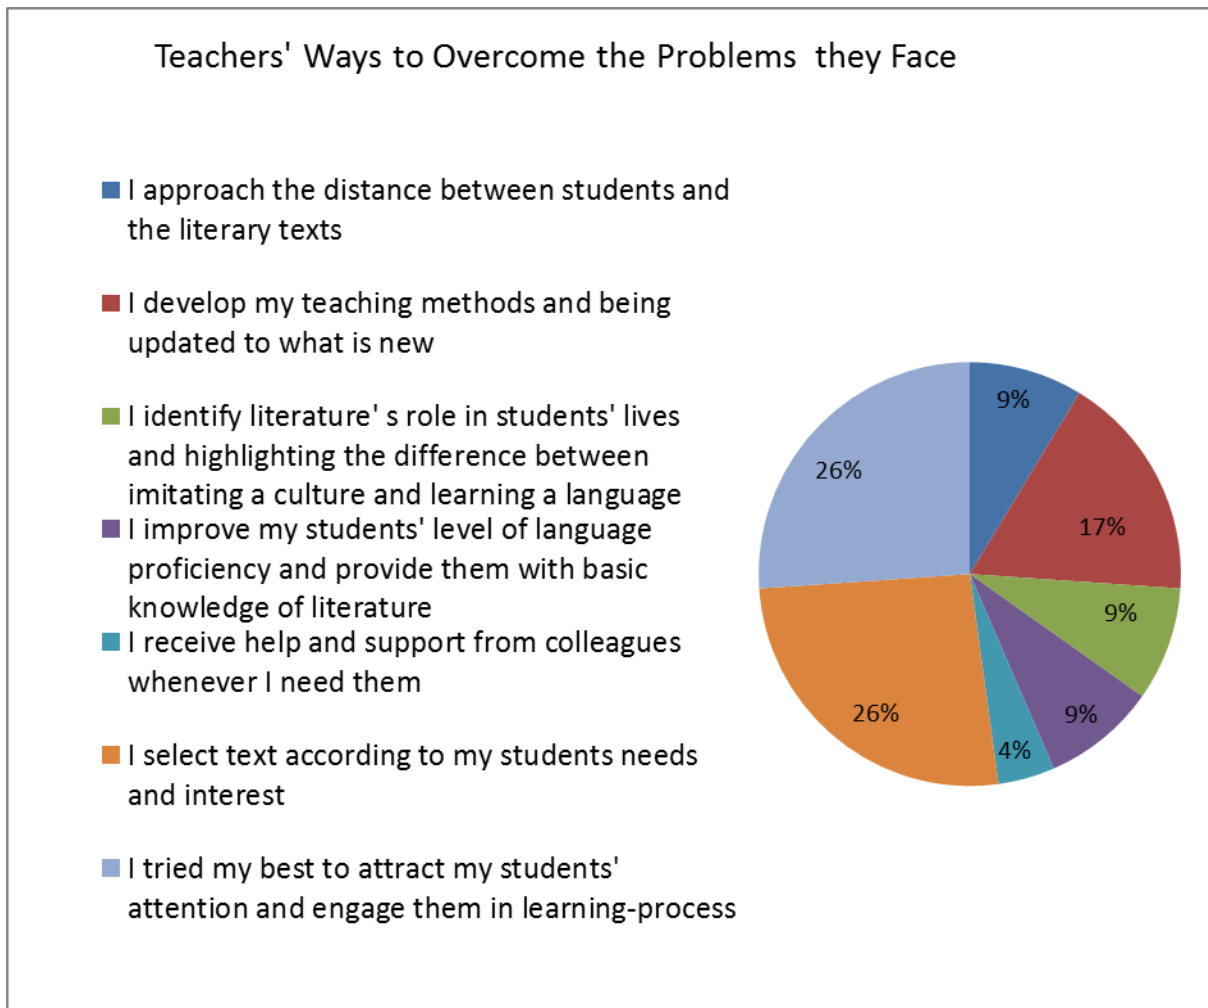 Teachers' Ways to Overcome the Problems  they Face
I approach the distance between students and
the literary texts
I develop my teaching methods and being
updated to what is new
I identify literature' s role in students' lives
and highlighting the difference between
imitating a culture and learning a language
I improve my students' level of language
proficiency and provide them with basic
knowledge of literature
I receive help and support from colleagues
whenever I need them
I select text according to my students needs
and interest
I tried my best to attract my students'
attention and engage them in learning-process
9%
17%
9%
9%
4%
26%
26%